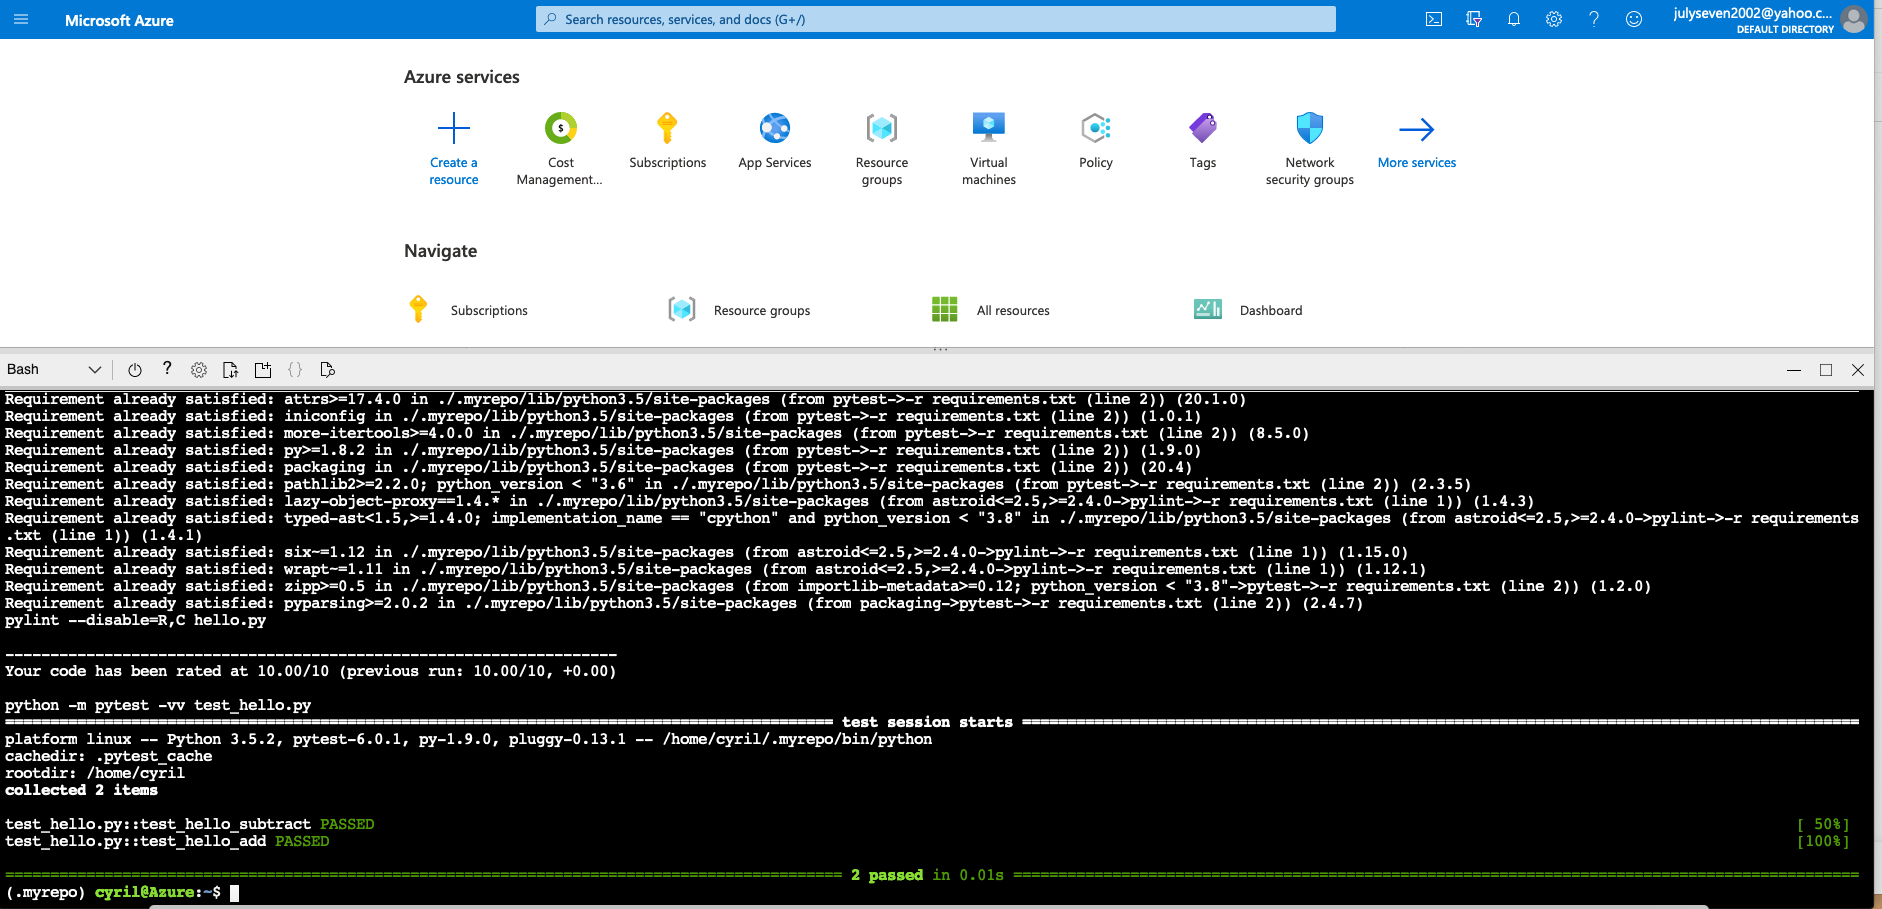 Microsoft Azure
Search resources, services, and docs (G+/)
julyseven2002@yahoo.c...
DEFAULT DIRECTORY
Azure services
Create a resource
Cost Management...
Subscriptions
App Services
Resource groups
Virtual machines
Policy
Tags
Network security groups
More services
Navigate
Subscriptions
Resource groups
All resources
Dashboard
Bash
Requirement already satisfied: attrs>=17.4.0 in ./.myrepo/lib/python3.5/site-packages (from pytest->-r requirements.txt (line 2)) (20.1.0)
Requirement already satisfied: iniconfig in ./.myrepo/lib/python3.5/site-packages (from pytest->-r requirements.txt (line 2)) (1.0.1)
Requirement already satisfied: more-itertools>=4.0.0 in ./.myrepo/lib/python3.5/site-packages (from pytest->-r requirements.txt (line 2)) (8.5.0)
Requirement already satisfied: py>=1.8.2 in ./.myrepo/lib/python3.5/site-packages (from pytest->-r requirements.txt (line 2)) (1.9.0)
Requirement already satisfied: packaging in ./.myrepo/lib/python3.5/site-packages (from pytest->-r requirements.txt (line 2)) (20.4)
Requirement already satisfied: pathlib2>=2.2.0; python_version < "3.6" in ./.myrepo/lib/python3.5/site-packages (from pytest->-r requirements.txt (line 2)) (2.3.5)
Requirement already satisfied: lazy-object-proxy==1.4.* in ./.myrepo/lib/python3.5/site-packages (from astroid<=2.5,>=2.4.0->pylint->-r requirements.txt (line 1)) (1.4.3)
Requirement already satisfied: typed-ast<1.5,>=1.4.0; implementation_name == "cpython" and python_version < "3.8" in ./.myrepo/lib/python3.5/site-packages (from astroid<=2.5,>=2.4.0->pylint->-r requirements
.txt (line 1)) (1.4.1)
Requirement already satisfied: six~=1.12 in ./.myrepo/lib/python3.5/site-packages (from astroid<=2.5,>=2.4.0->pylint->-r requirements.txt (line 1)) (1.15.0)
Requirement already satisfied: wrapt~=1.11 in ./.myrepo/lib/python3.5/site-packages (from astroid<=2.5,>=2.4.0->pylint->-r requirements.txt (line 1)) (1.12.1)
Requirement already satisfied: zipp>=0.5 in ./.myrepo/lib/python3.5/site-packages (from importlib-metadata>=0.12; python_version < "3.8"->pytest->-r requirements.txt (line 2)) (1.2.0)
Requirement already satisfied: pyparsing>=2.0.2 in ./.myrepo/lib/python3.5/site-packages (from packaging->pytest->-r requirements.txt (line 2)) (2.4.7)
pylint --disable=R,C hello.py
--------------------------------------------------------------------
Your code has been rated at 10.00/10 (previous run: 10.00/10, +0.00)
python -m pytest -vv test_hello.py
============================================================================================ test session starts =============================================================================================
platform linux -- Python 3.5.2, pytest-6.0.1, py-1.9.0, pluggy-0.13.1 -- /home/cyril/.myrepo/bin/python
cachedir: .pytest_cache
rootdir: /home/cyril
collected 2 items
test_hello.py::test_hello_subtract PASSED [ 50%]
test_hello.py::test_hello_add PASSED [100%]
============================================================================================= 2 passed in 0.01s ==============================================================================================
(.myrepo) cyril@Azure:~$